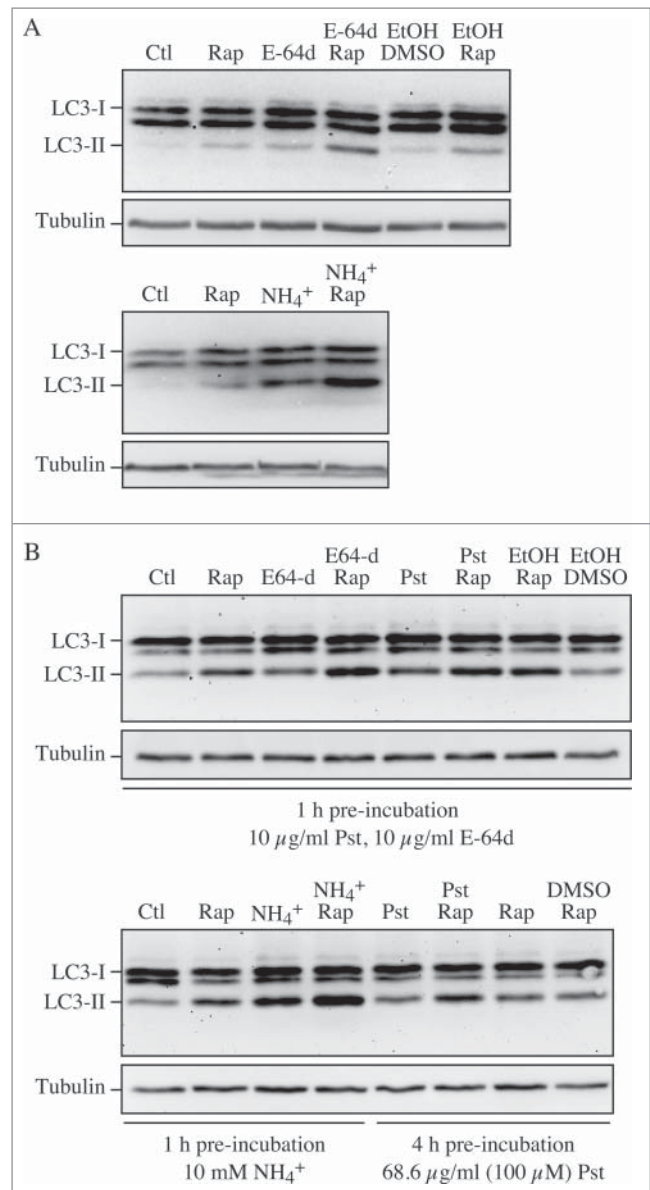 A
E-64d EtOH EtOH
Ctl Rap E-64d Rap DMSO Rap
LC3-I
LC3-II
Tubulin
NH₄⁺
Ctl Rap NH₄⁺ Rap
LC3-I
LC3-II
Tubulin
B
E64-d Pst EtOH EtOH
Ctl Rap E64-d Rap Pst Rap Rap DMSO
LC3-I
LC3-II
Tubulin
1 h pre-incubation
10 µg/ml Pst, 10 µg/ml E-64d
NH₄⁺ Pst DMSO
Ctl Rap NH₄⁺ Rap Pst Rap Rap Rap
LC3-I
LC3-II
Tubulin
1 h pre-incubation 4 h pre-incubation
10 mM NH₄⁺ 68.6 µg/ml (100 µM) Pst